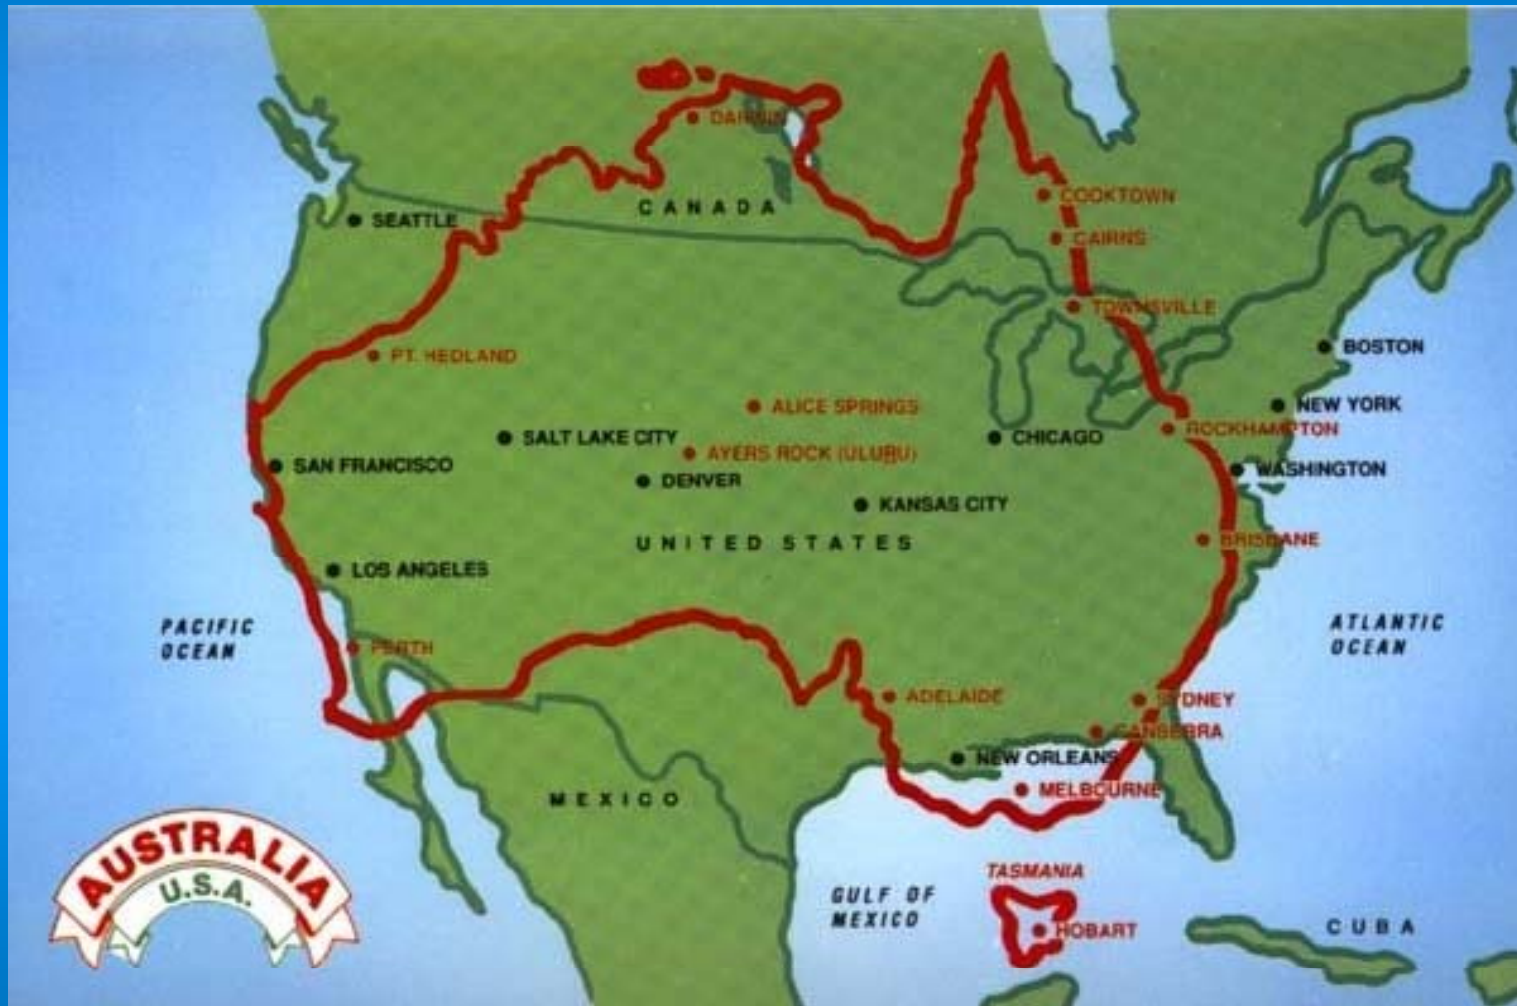 DARWIN
COOKTOWN
CANADA
SEATTLE
CAIRNS
TOWNSVILLE
BOSTON
PT. HEDLAND
ALICE SPRINGS
NEW YORK
ROCKHAMPTON
SALT LAKE CITY
CHICAGO
AYERS ROCK (ULURU)
SAN FRANCISCO
WASHINGTON
DENVER
KANSAS CITY
UNITED STATES
BRISBANE
LOS ANGELES
PACIFIC
OCEAN
ATLANTIC
OCEAN
PERTH
ADELAIDE
SYDNEY
CANBERRA
NEW ORLEANS
MELBOURNE
MEXICO
AUSTRALIA
U.S.A.
TASMANIA
GULF OF
MEXICO
HOBART
CUBA